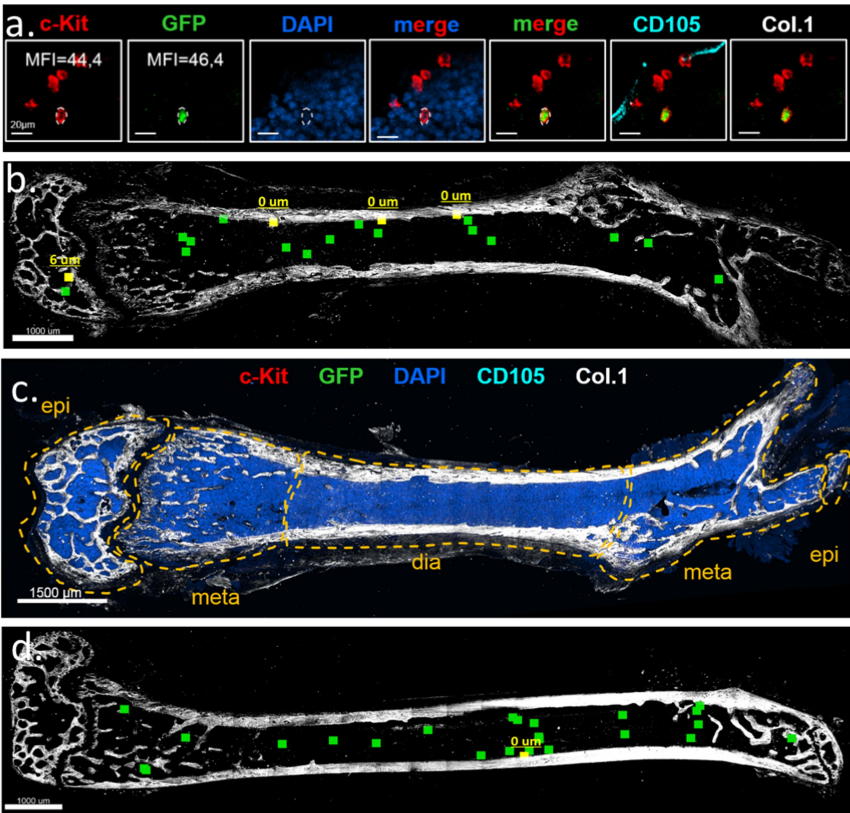 a. c-Kit GFP DAPI merge merge CD105 Col.1
MFI=44,4 MFI=46,4
20µm
b.
0 um 0 um 0 um
6 um
1000 um
c. c-Kit GFP DAPI CD105 Col.1
epi
dia
epi
meta meta
1500 µm
d.
0 um
1000 um